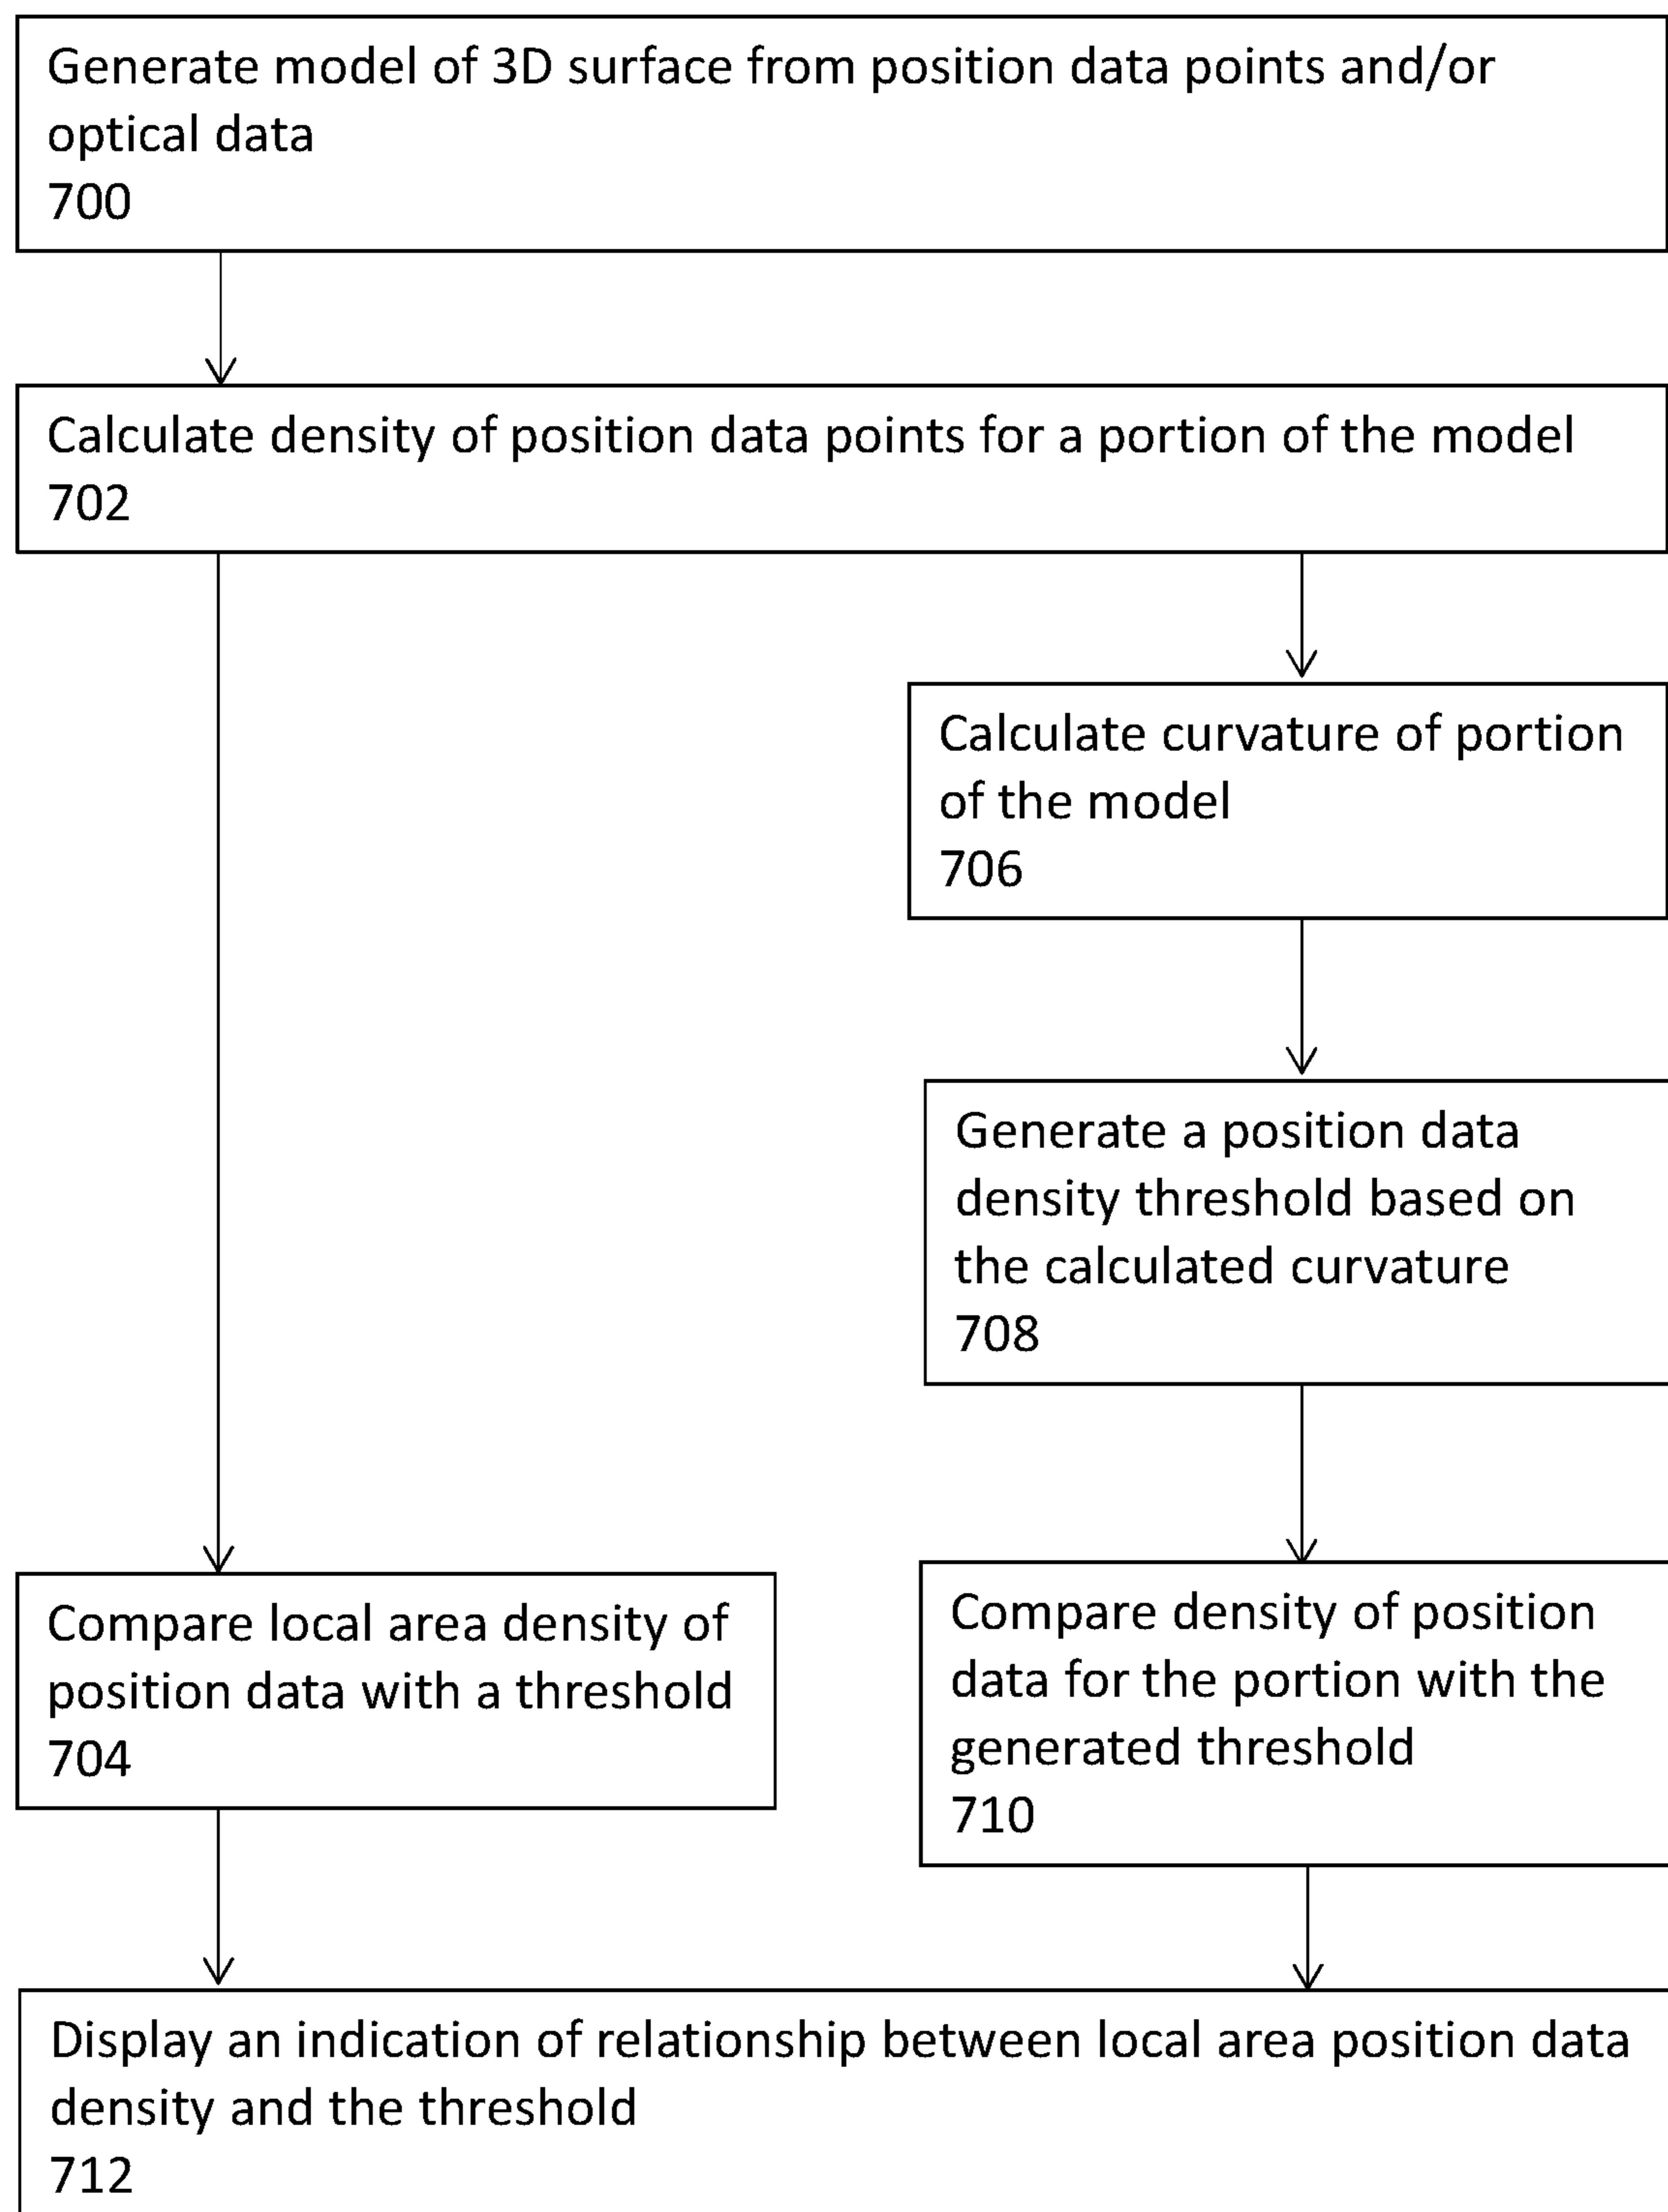 Generate model of 3D surface from position data points and/or
optical data
700
Calculate density of position data points for a portion of the model
702
Calculate curvature of portion
of the model
706
Generate a position data
density threshold based on
the calculated curvature
708
Compare local area density of
position data with a threshold
704
Compare density of position
data for the portion with the
generated threshold
710
Display an indication of relationship between local area position data
density and the threshold
712